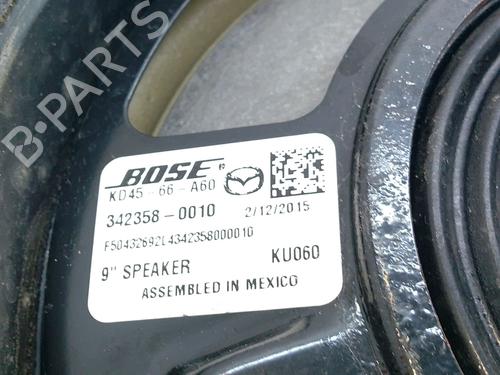 B-PARTS
BOSE®
KD45-66-A60
342358-0010 2/12/2015
F50432692L4342358000010
9" SPEAKER KU060
ASSEMBLED IN MEXICO